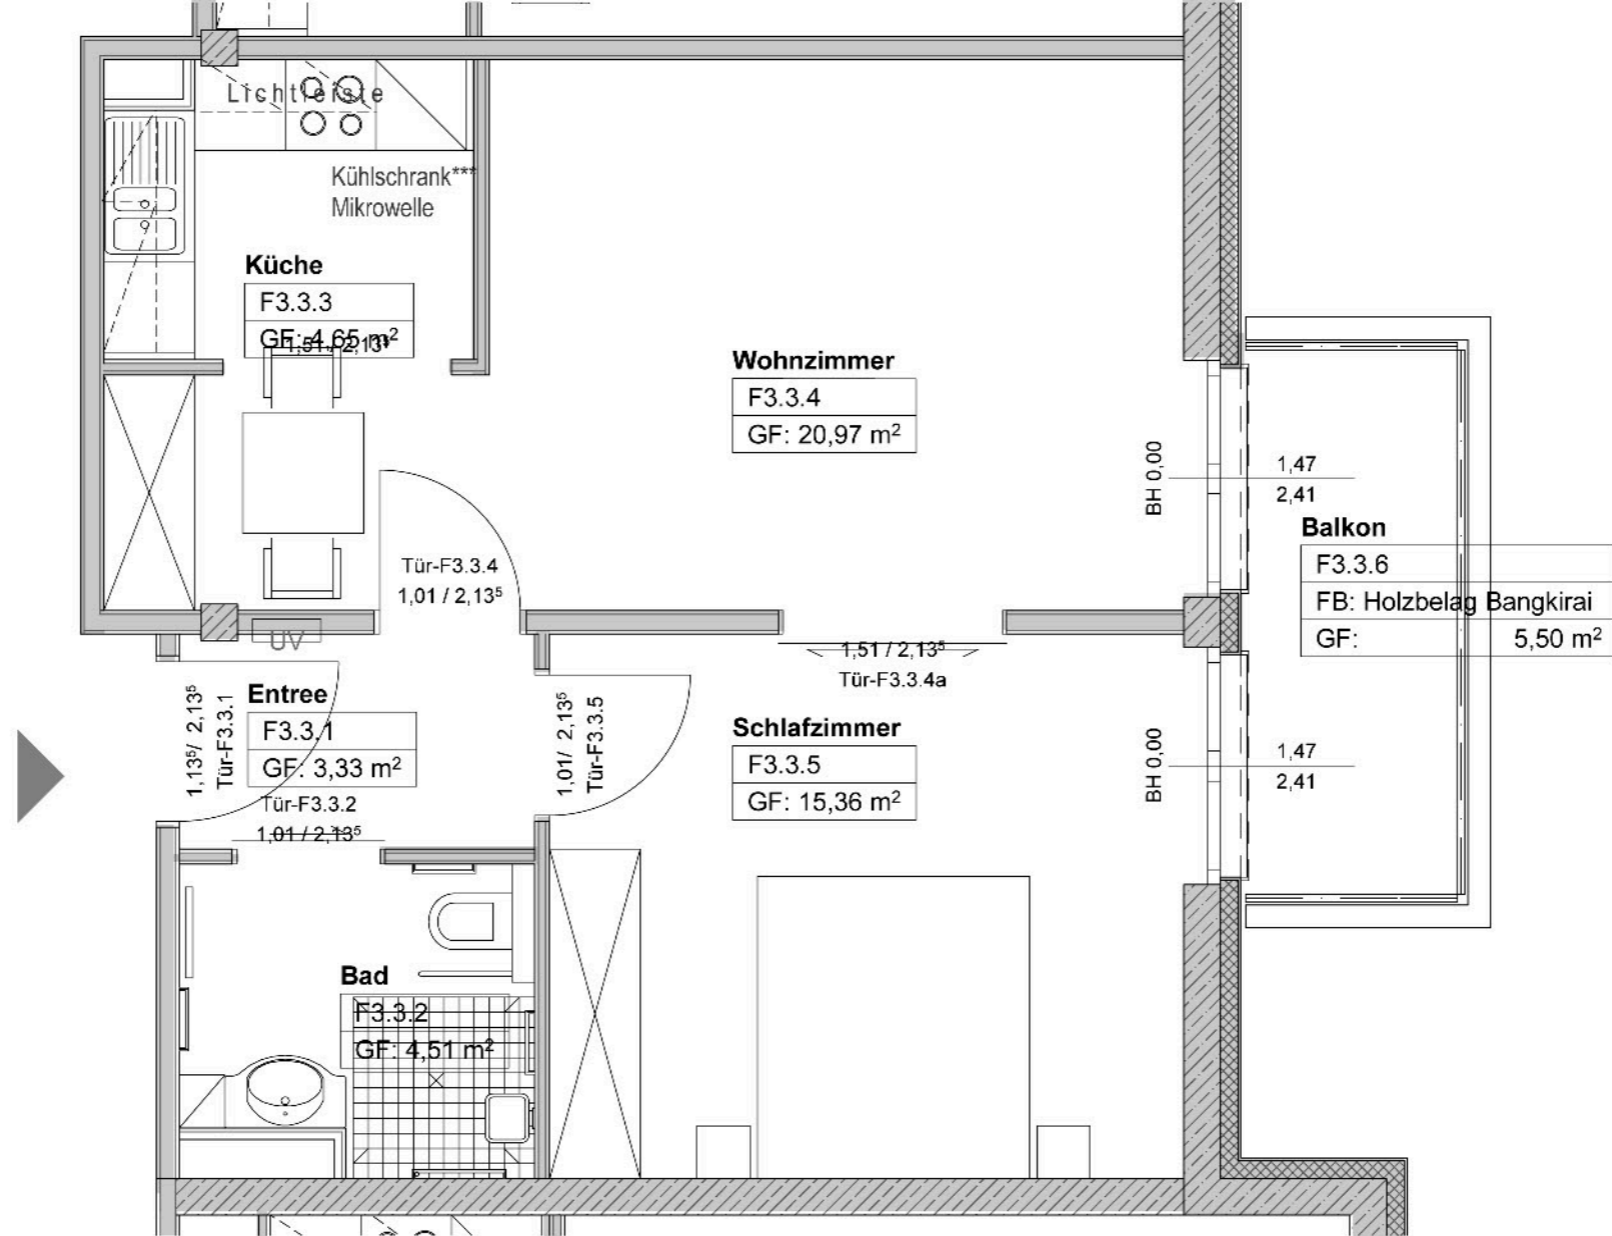 Lichtleiste
Kühlschrank***
Mikrowelle
Küche
F3.3.3
GF: 4,65 m²
1,51 / 2,13⁵
Wohnzimmer
F3.3.4
GF: 20,97 m²
BH 0,00
1,47
2,41
Balkon
F3.3.6
FB: Holzbelag Bangkirai
GF: 5,50 m²
Tür-F3.3.4
1,01 / 2,13⁵
UV
1,51 / 2,13⁵
Tür-F3.3.4a
Entree
F3.3.1
GF: 3,33 m²
1,13⁵/ 2,13⁵
Tür-F3.3.1
Tür-F3.3.2
1,01 / 2,13⁵
1,01/ 2,13⁵
Tür-F3.3.5
Schlafzimmer
F3.3.5
GF: 15,36 m²
BH 0,00
1,47
2,41
Bad
F3.3.2
GF: 4,51 m²